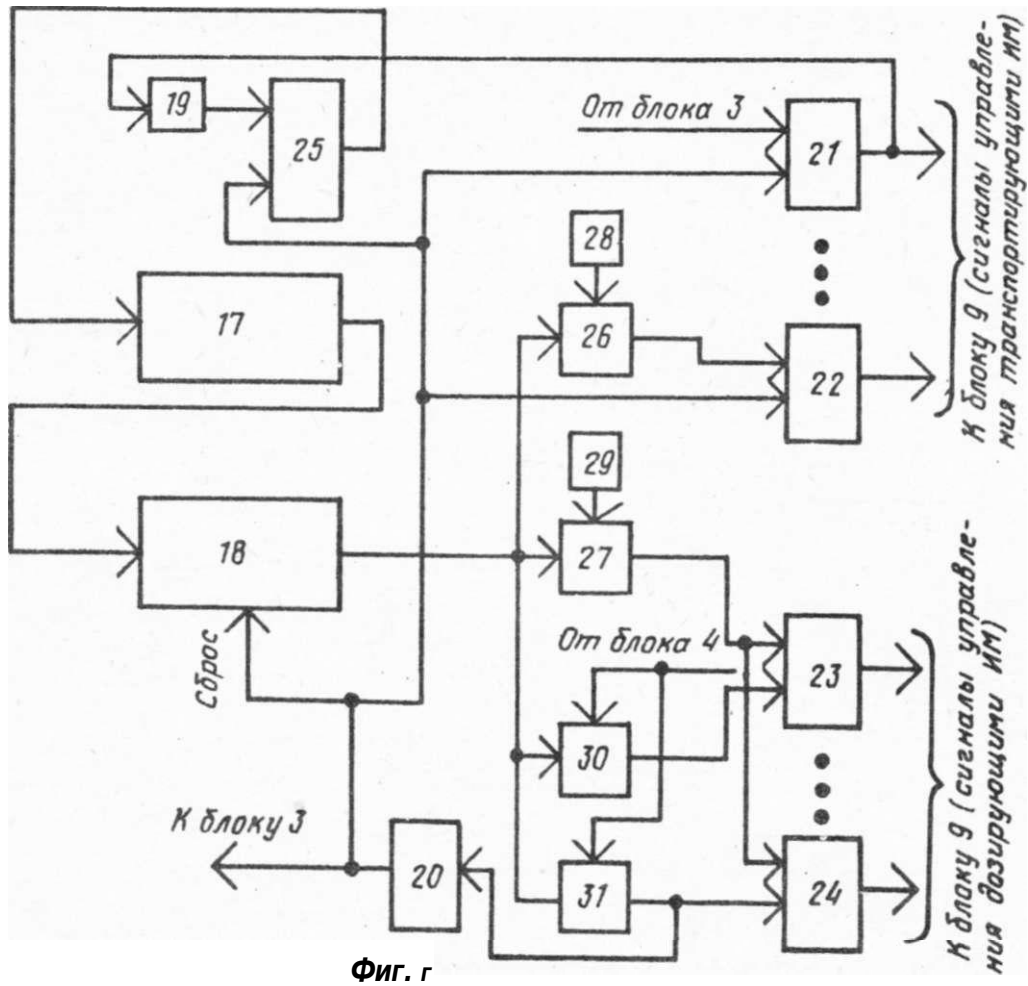 19
25
От блока 3
21
28
17
26
22
К блоку 9 (сигналы управле-
ния транспортирующими ИМ)
29
18
27
Сброс
От блока 4
23
30
К блоку 3
20
31
24
К блоку 9 (сигналы управле-
ния дозирующими ИМ)
Фиг. г